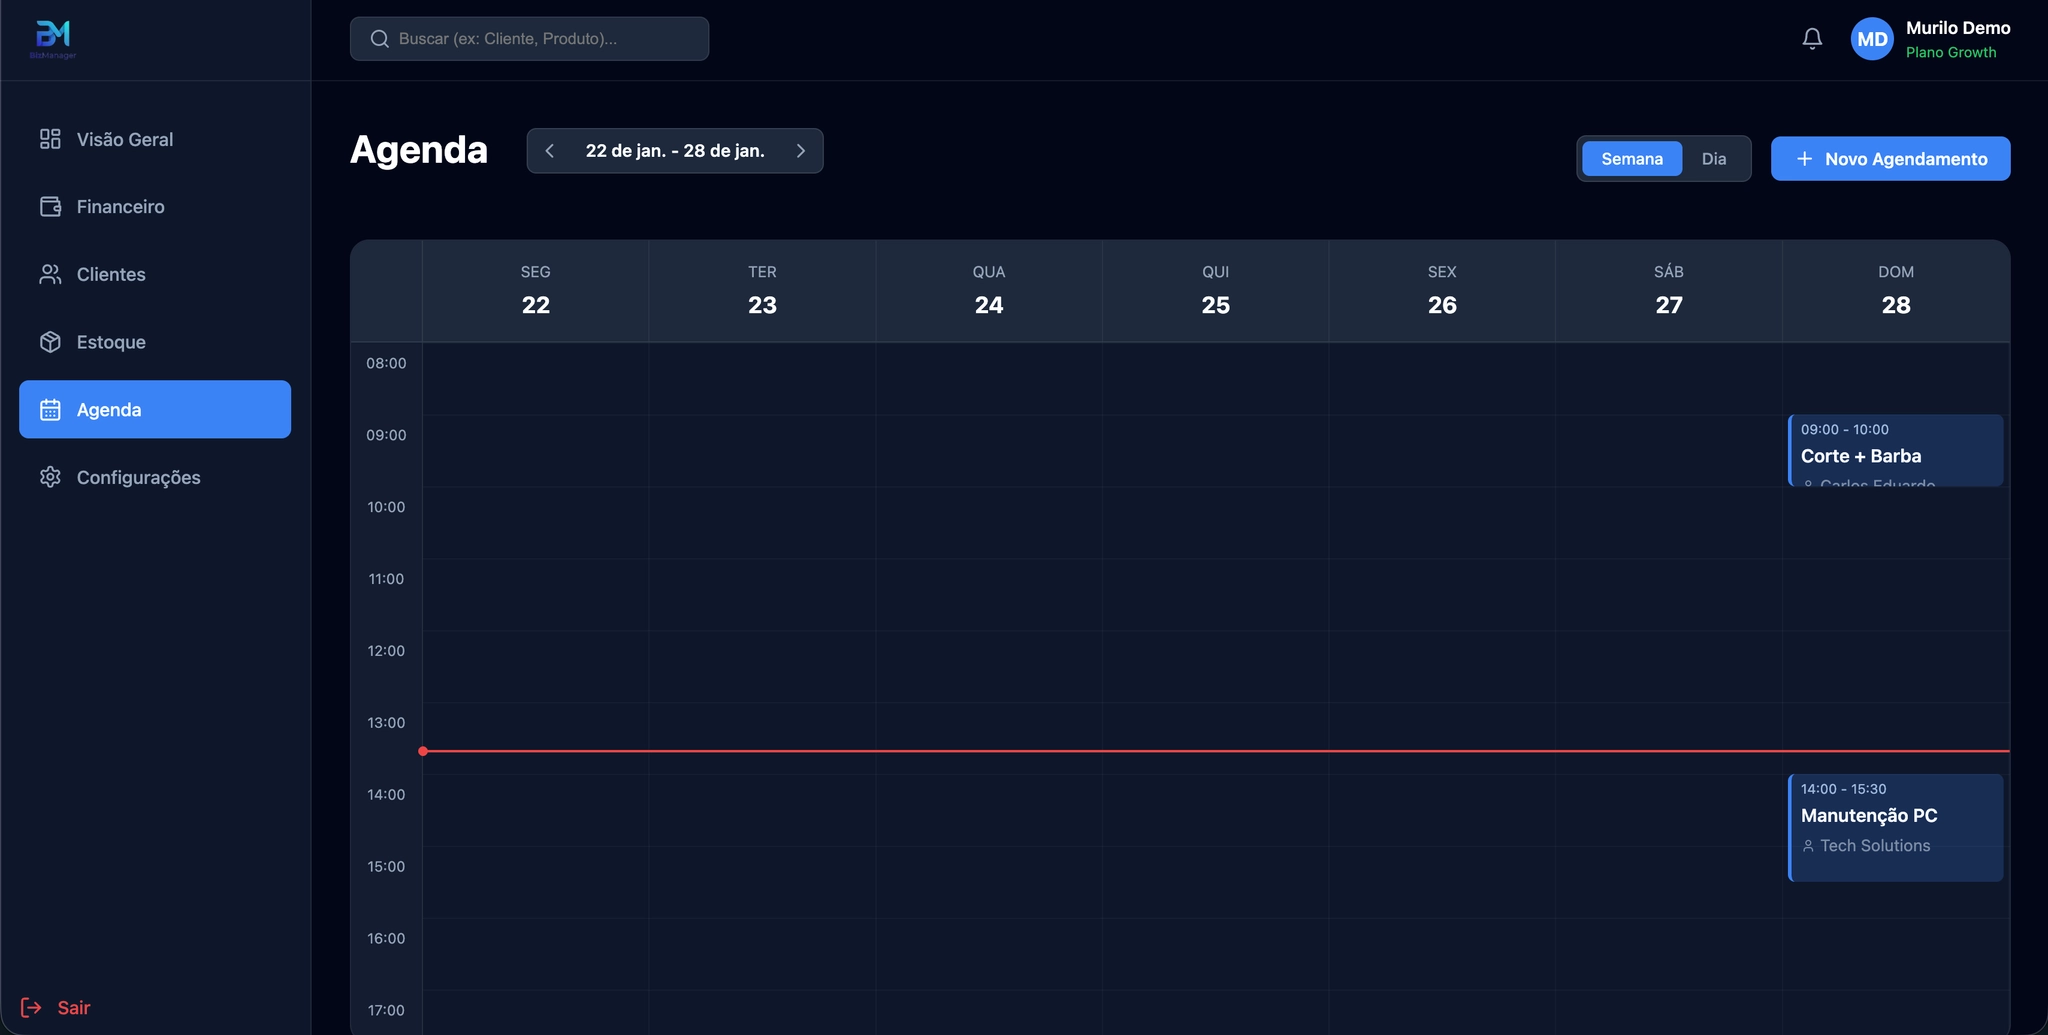 BizManager
Buscar (ex: Cliente, Produto)...
MD
Murilo Demo
Plano Growth
Visão Geral
Financeiro
Clientes
Estoque
Agenda
Configurações
Sair
Agenda
22 de jan. - 28 de jan.
Semana
Dia
+ Novo Agendamento
SEG
22
TER
23
QUA
24
QUI
25
SEX
26
SÁB
27
DOM
28
08:00
09:00
09:00 - 10:00
Corte + Barba
Carlos Eduardo
10:00
11:00
12:00
13:00
14:00
14:00 - 15:30
Manutenção PC
Tech Solutions
15:00
16:00
17:00